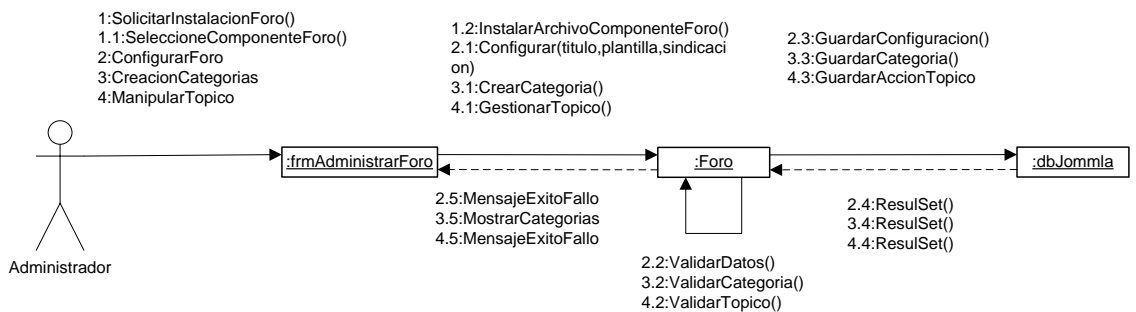 1:SolicitarInstalacionForo()
1.1:SeleccioneComponenteForo()
2:ConfigurarForo
3:CreacionCategorias
4:ManipularTopico
1.2:InstalarArchivoComponenteForo()
2.1:Configurar(titulo,plantilla,sindicaci
on)
3.1:CrearCategoria()
4.1:GestionarTopico()
2.3:GuardarConfiguracion()
3.3:GuardarCategoria()
4.3:GuardarAccionTopico
:frmAdministrarForo
:Foro
:dbJommla
2.5:MensajeExitoFallo
3.5:MostrarCategorias
4.5:MensajeExitoFallo
2.4:ResulSet()
3.4:ResulSet()
4.4:ResulSet()
Administrador
2.2:ValidarDatos()
3.2:ValidarCategoria()
4.2:ValidarTopico()